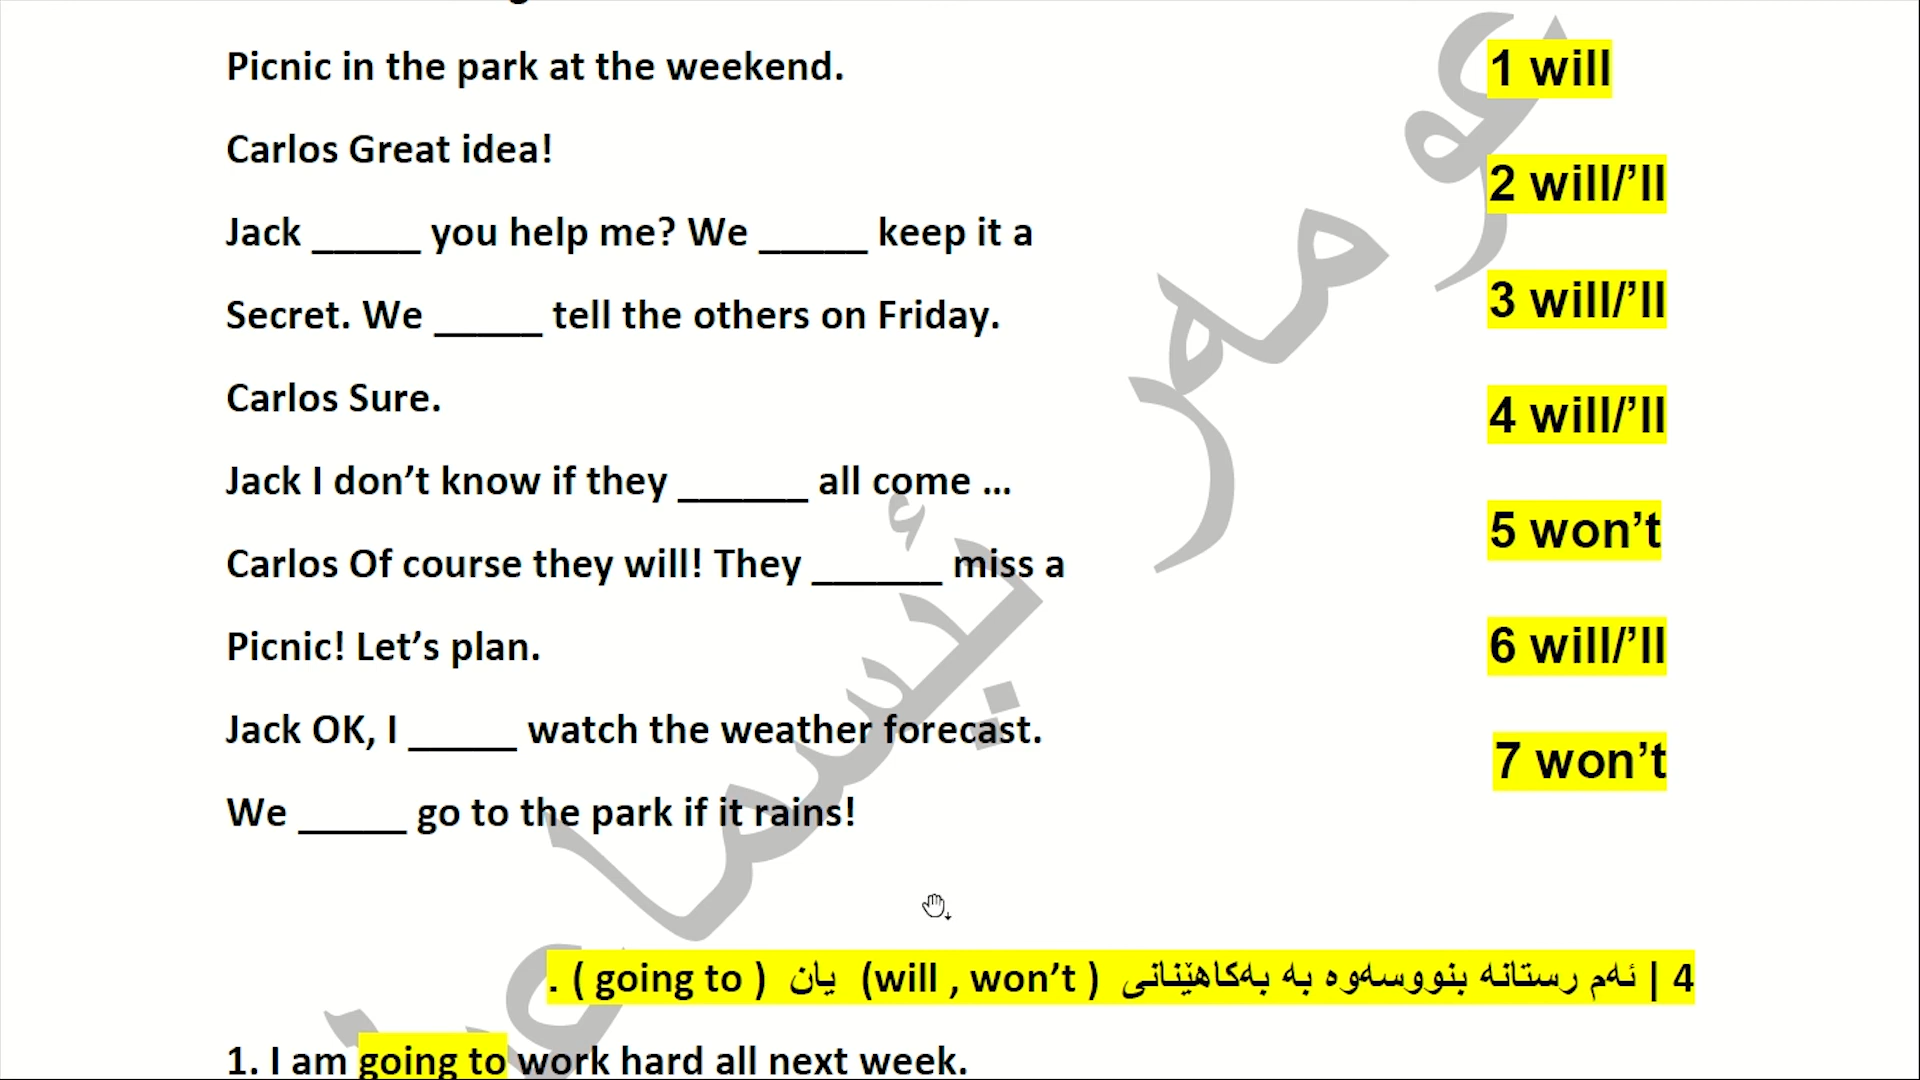 Picnic in the park at the weekend.
Carlos Great idea!
Jack _____ you help me? We _____ keep it a
Secret. We _____ tell the others on Friday.
Carlos Sure.
Jack I don’t know if they ______ all come ...
Carlos Of course they will! They ______ miss a
Picnic! Let’s plan.
Jack OK, I _____ watch the weather forecast.
We _____ go to the park if it rains!
1 will
2 will/’ll
3 will/’ll
4 will/’ll
5 won’t
6 will/’ll
7 won’t
4 | ئەم رستانە بنووسەوە بە بەکاهێنانی ( will , won’t) یان ( going to ) .
1. I am going to work hard all next week.
عومەر ئیسماعیل